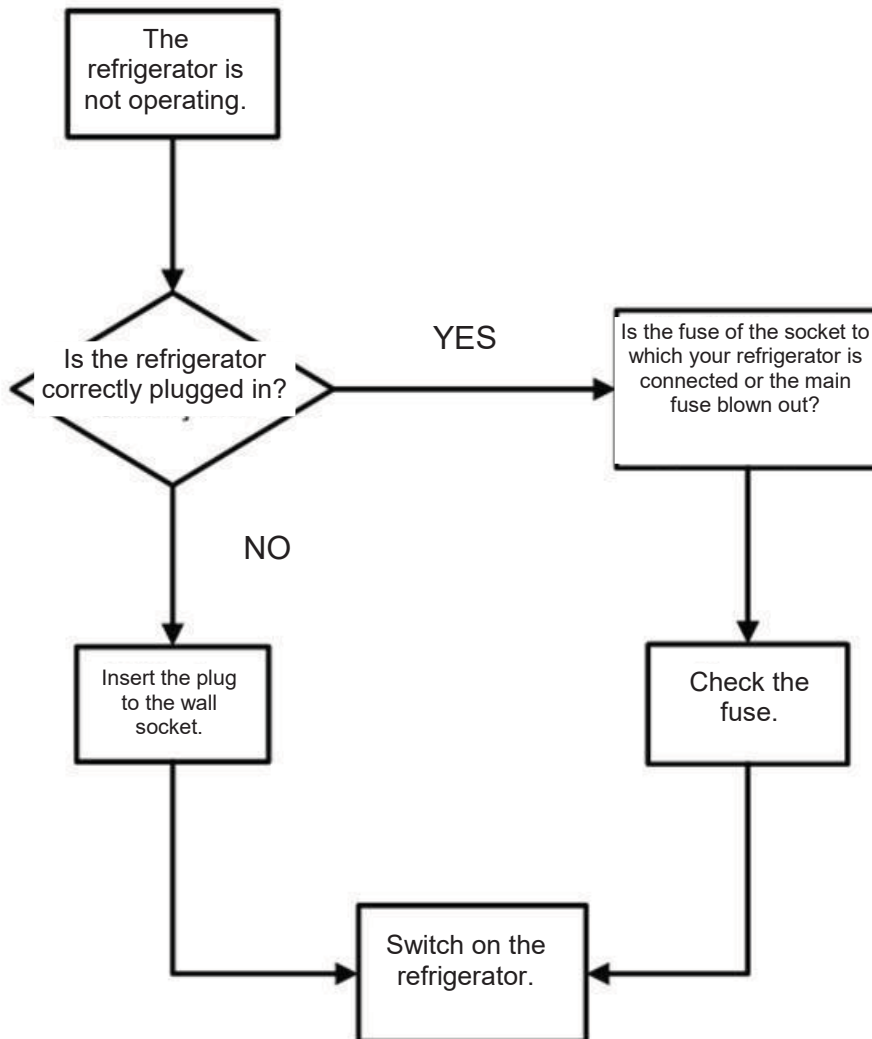 The
refrigerator is
not operating.
Is the refrigerator
correctly plugged in?
YES
Is the fuse of the socket to
which your refrigerator is
connected or the main
fuse blown out?
NO
Insert the plug
to the wall
socket.
Check the
fuse.
Switch on the
refrigerator.